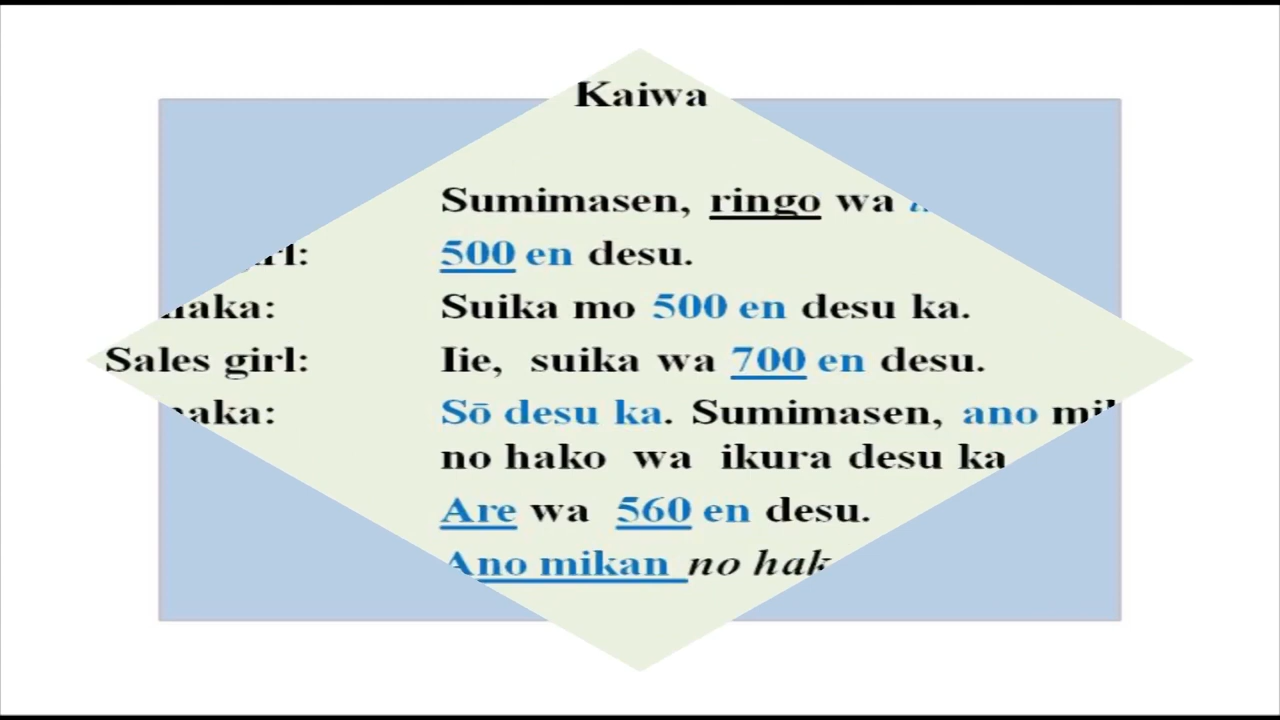 Kaiwa
Sumimasen, ringo wa
500 en desu.
Suika mo 500 en desu ka.
Sales girl: Iie, suika wa 700 en desu.
Sō desu ka. Sumimasen, ano
no hako wa ikura desu ka
Are wa 560 en desu.
Ano mikan no